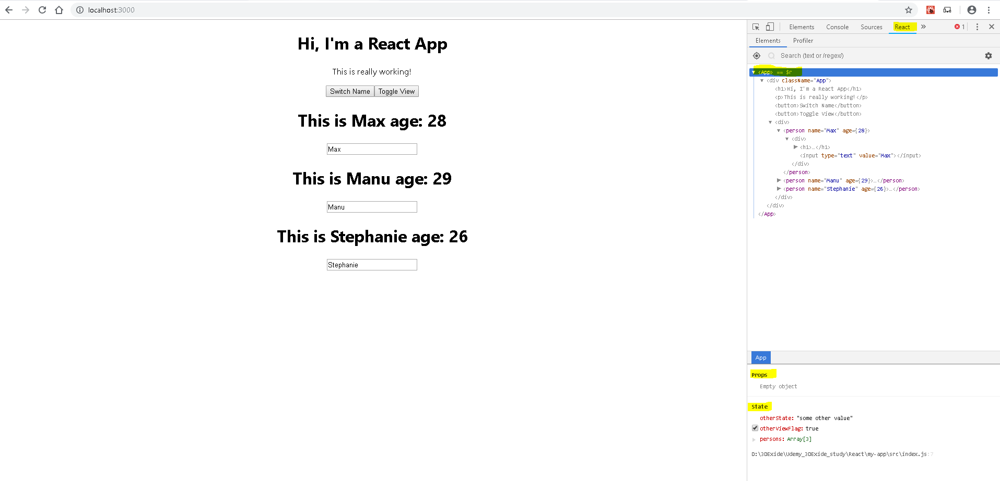 localhost:3000
Hi, I'm a React App
This is really working!
Switch Name Toggle View
This is Max age: 28
Max
This is Manu age: 29
Manu
This is Stephanie age: 26
Stephanie
Elements Console Sources React » 1
Elements Profiler
Search (text or /regex/)
<App> == $r
<div className="App">
<h1>Hi, I'm a React App</h1>
<p>This is really working!</p>
<button>Switch Name</button>
<button>Toggle View</button>
<div>
<person name="Max" age={28}>
<div>
<h1>…</h1>
<input type="text" value="Max"></input>
</div>
</person>
<person name="Manu" age={29}>…</person>
<person name="Stephanie" age={26}>…</person>
</div>
</div>
</App>
App
Props
Empty object
State
otherState: "some other value"
otherViewFlag: true
persons: Array[3]
D:\3DExide\Udemy_3DExide_study\React\my-app\src\index.js:7